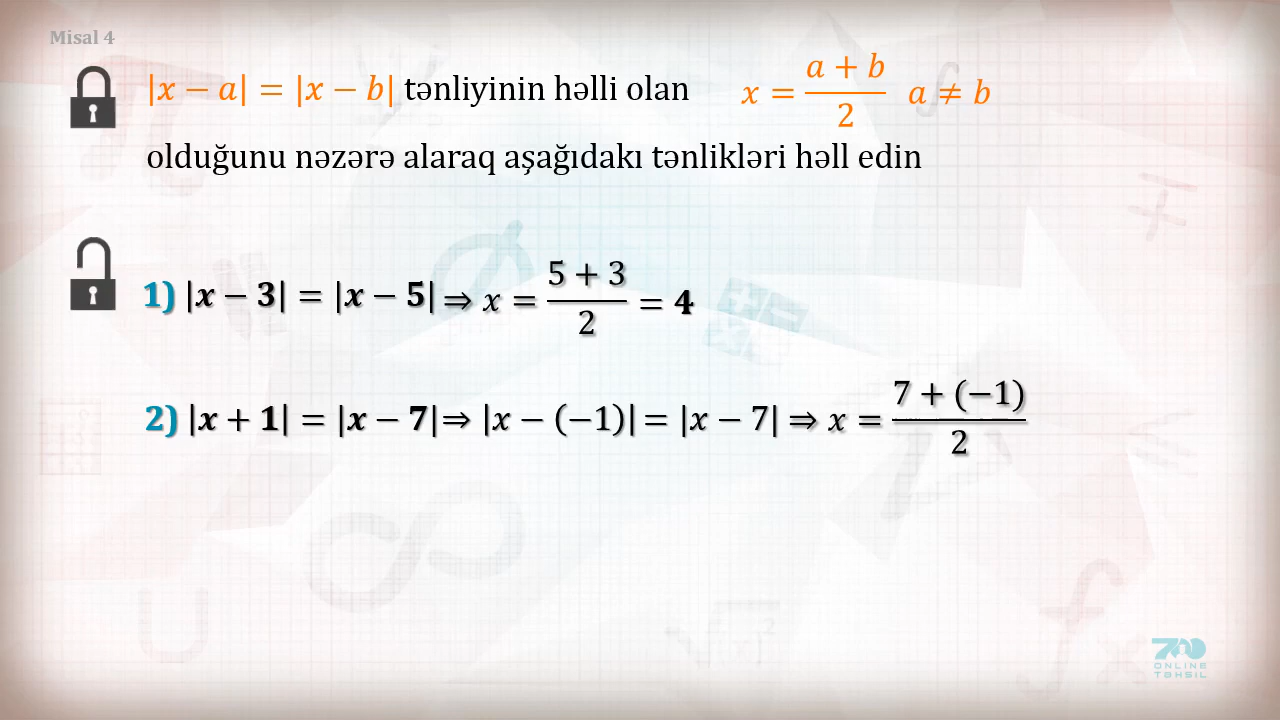 Misal 4
|x − a| = |x − b| tənliyinin həlli olan x = (a + b)/2 a ≠ b
olduğunu nəzərə alaraq aşağıdakı tənlikləri həll edin
1) |x − 3| = |x − 5| ⇒ x = (5 + 3)/2 = 4
2) |x + 1| = |x − 7| ⇒ |x − (−1)| = |x − 7| ⇒ x = (7 + (−1))/2
700
ONLINE
TƏHSİL